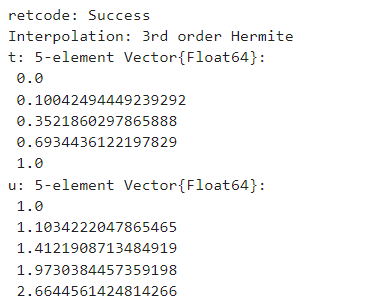 retcode: Success
Interpolation: 3rd order Hermite
t: 5-element Vector{Float64}:
 0.0
 0.10042494449239292
 0.3521860297865888
 0.6934436122197829
 1.0
u: 5-element Vector{Float64}:
 1.0
 1.1034222047865465
 1.4121908713484919
 1.9730384457359198
 2.6644561424814266